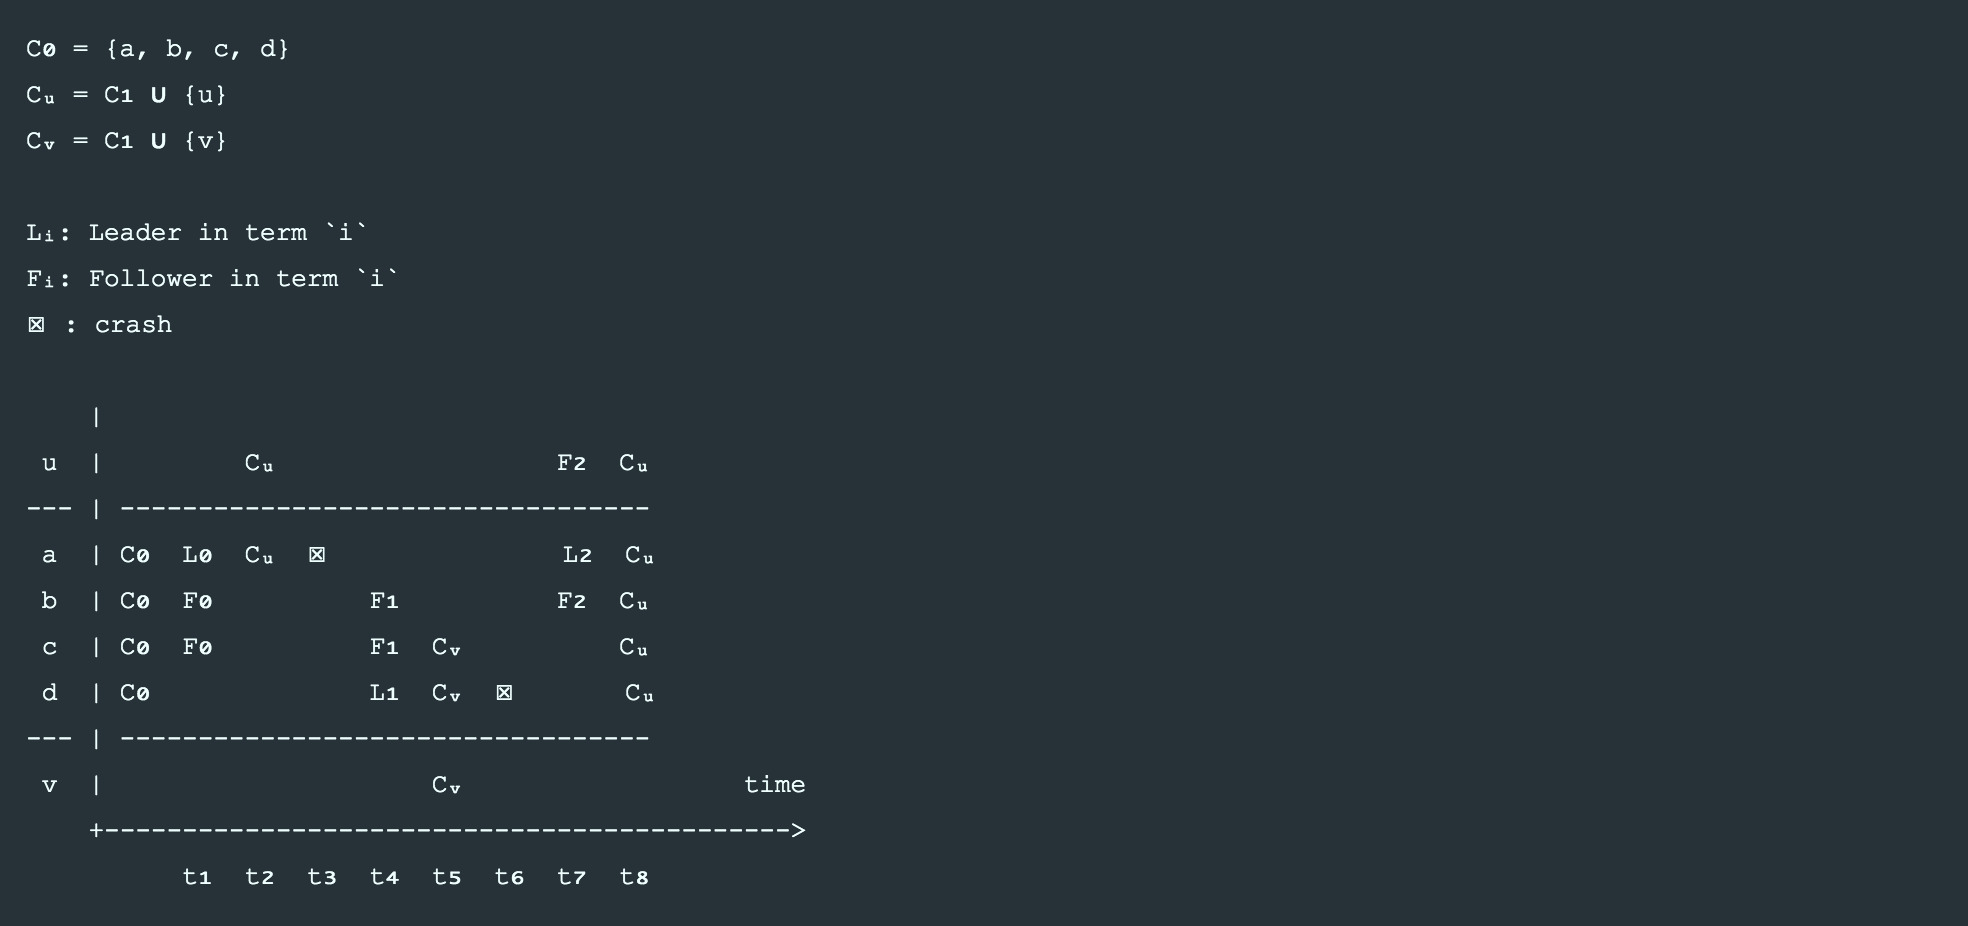 C0 = {a, b, c, d}
Cᵤ = C1 ∪ {u}
Cᵥ = C1 ∪ {v}

Lᵢ: Leader in term `i`
Fᵢ: Follower in term `i`
☒ : crash

    |
 u  |         Cᵤ                  F2  Cᵤ
--- | ----------------------------------
 a  | C0  L0  Cᵤ  ☒               L2  Cᵤ
 b  | C0  F0          F1          F2  Cᵤ
 c  | C0  F0          F1  Cᵥ          Cᵤ
 d  | C0              L1  Cᵥ  ☒       Cᵤ
--- | ----------------------------------
 v  |                     Cᵥ                  time
    +-------------------------------------------->
          t1  t2  t3  t4  t5  t6  t7  t8